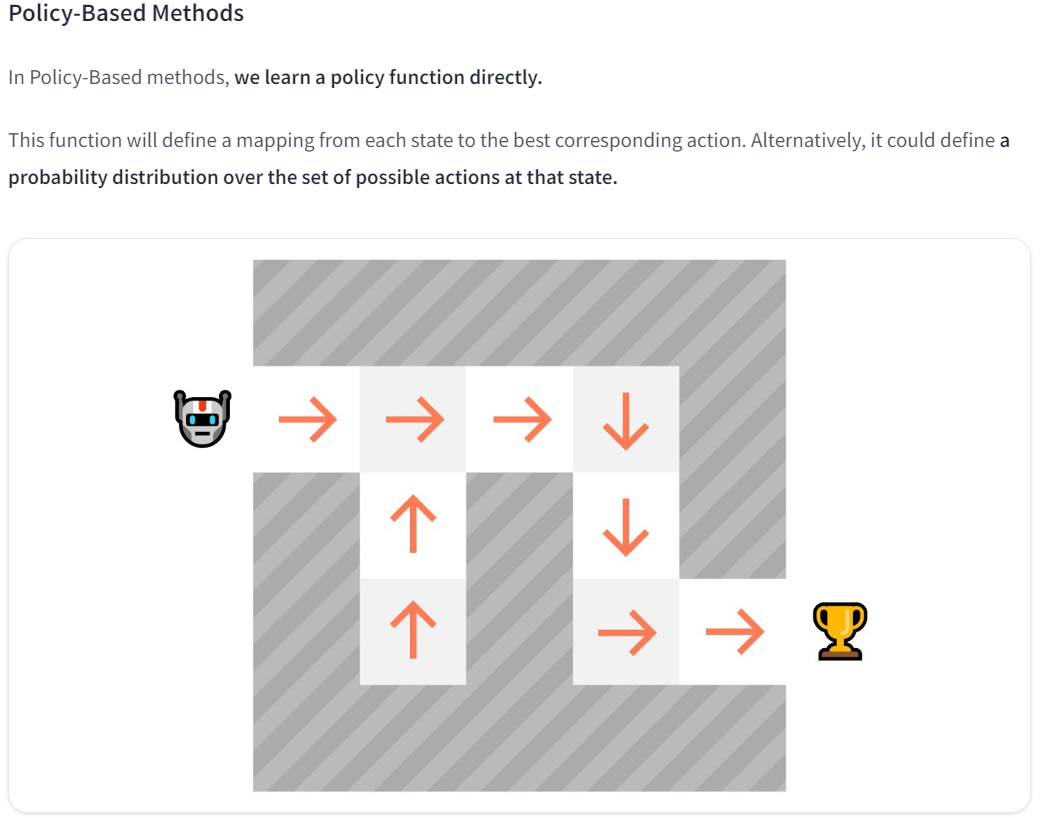 Policy-Based Methods
In Policy-Based methods, we learn a policy function directly.
This function will define a mapping from each state to the best corresponding action. Alternatively, it could define a
probability distribution over the set of possible actions at that state.